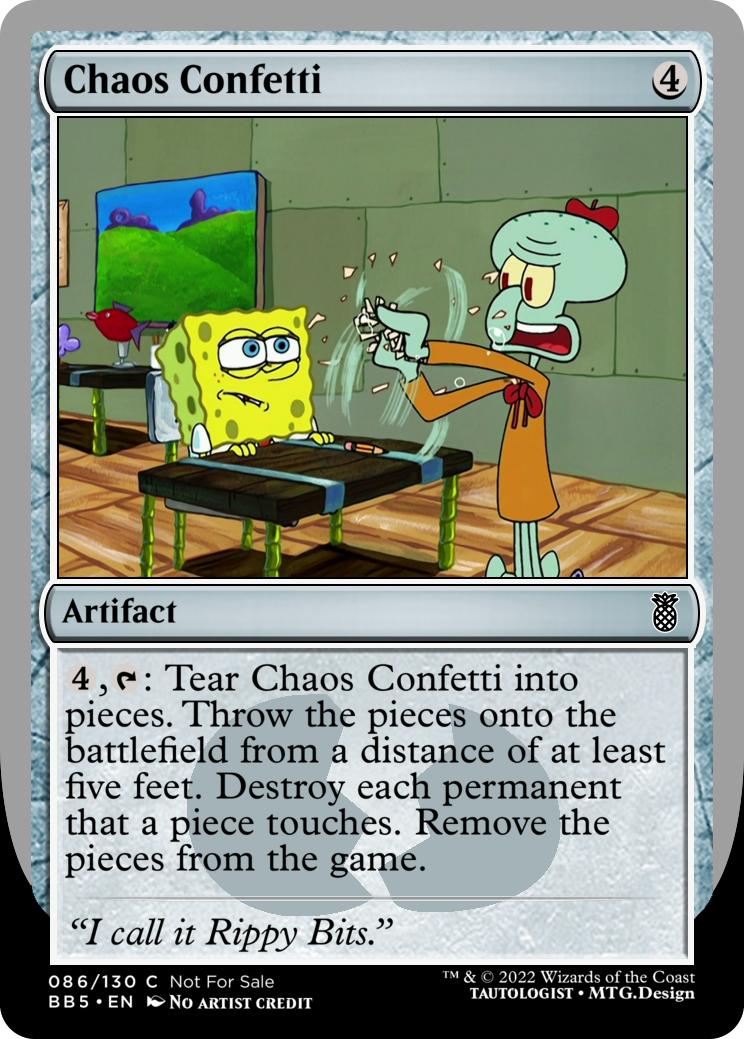 Chaos Confetti 4
Artifact
4, : Tear Chaos Confetti into
pieces. Throw the pieces onto the
battlefield from a distance of at least
five feet. Destroy each permanent
that a piece touches. Remove the
pieces from the game.
“I call it Rippy Bits.”
086/130 C Not For Sale
BB5 • EN No artist credit
™ & © 2022 Wizards of the Coast
TAUTOLOGIST • MTG.Design